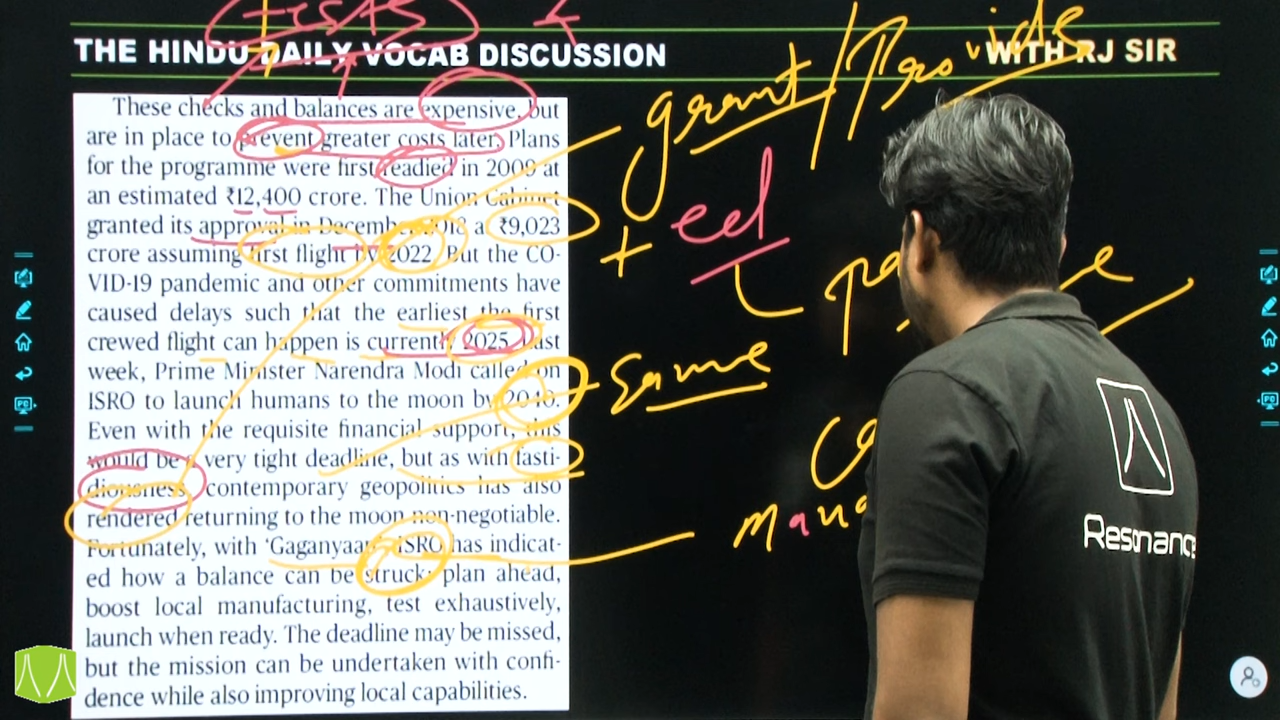 tests
THE HINDU DAILY VOCAB DISCUSSION
WITH RJ SIR
These checks and balances are expensive, but
are in place to prevent greater costs later. Plans
for the programme were first readied in 2009 at
an estimated ₹12,400 crore. The Union Cabinet
granted its approval in December 2018 at ₹9,023
crore assuming first flight by 2022. But the CO-
VID-19 pandemic and other commitments have
caused delays such that the earliest the first
crewed flight can happen is currently 2025. Last
week, Prime Minister Narendra Modi called on
ISRO to launch humans to the moon by 2040.
Even with the requisite financial support, this
would be a very tight deadline, but as with fasti-
diousness contemporary geopolitics has also
rendered returning to the moon non-negotiable.
Fortunately, with ‘Gaganyaan’, ISRO has indicat-
ed how a balance can be struck: plan ahead,
boost local manufacturing, test exhaustively,
launch when ready. The deadline may be missed,
but the mission can be undertaken with confi-
dence while also improving local capabilities.
grant/Provide
+ ed
Same
Resonance
PC
PC